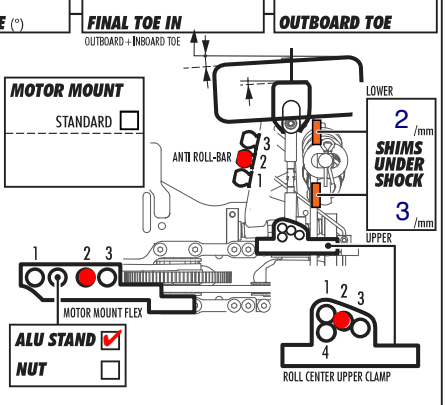 E (°)
FINAL TOE IN
OUTBOARD TOE
OUTBOARD + INBOARD TOE
MOTOR MOUNT
STANDARD
LOWER
2 /mm
SHIMS
UNDER
SHOCK
3 /mm
UPPER
ANTI ROLL-BAR
3
2
1
1 2 3
MOTOR MOUNT FLEX
ALU STAND
NUT
1 2 3
4
ROLL CENTER UPPER CLAMP